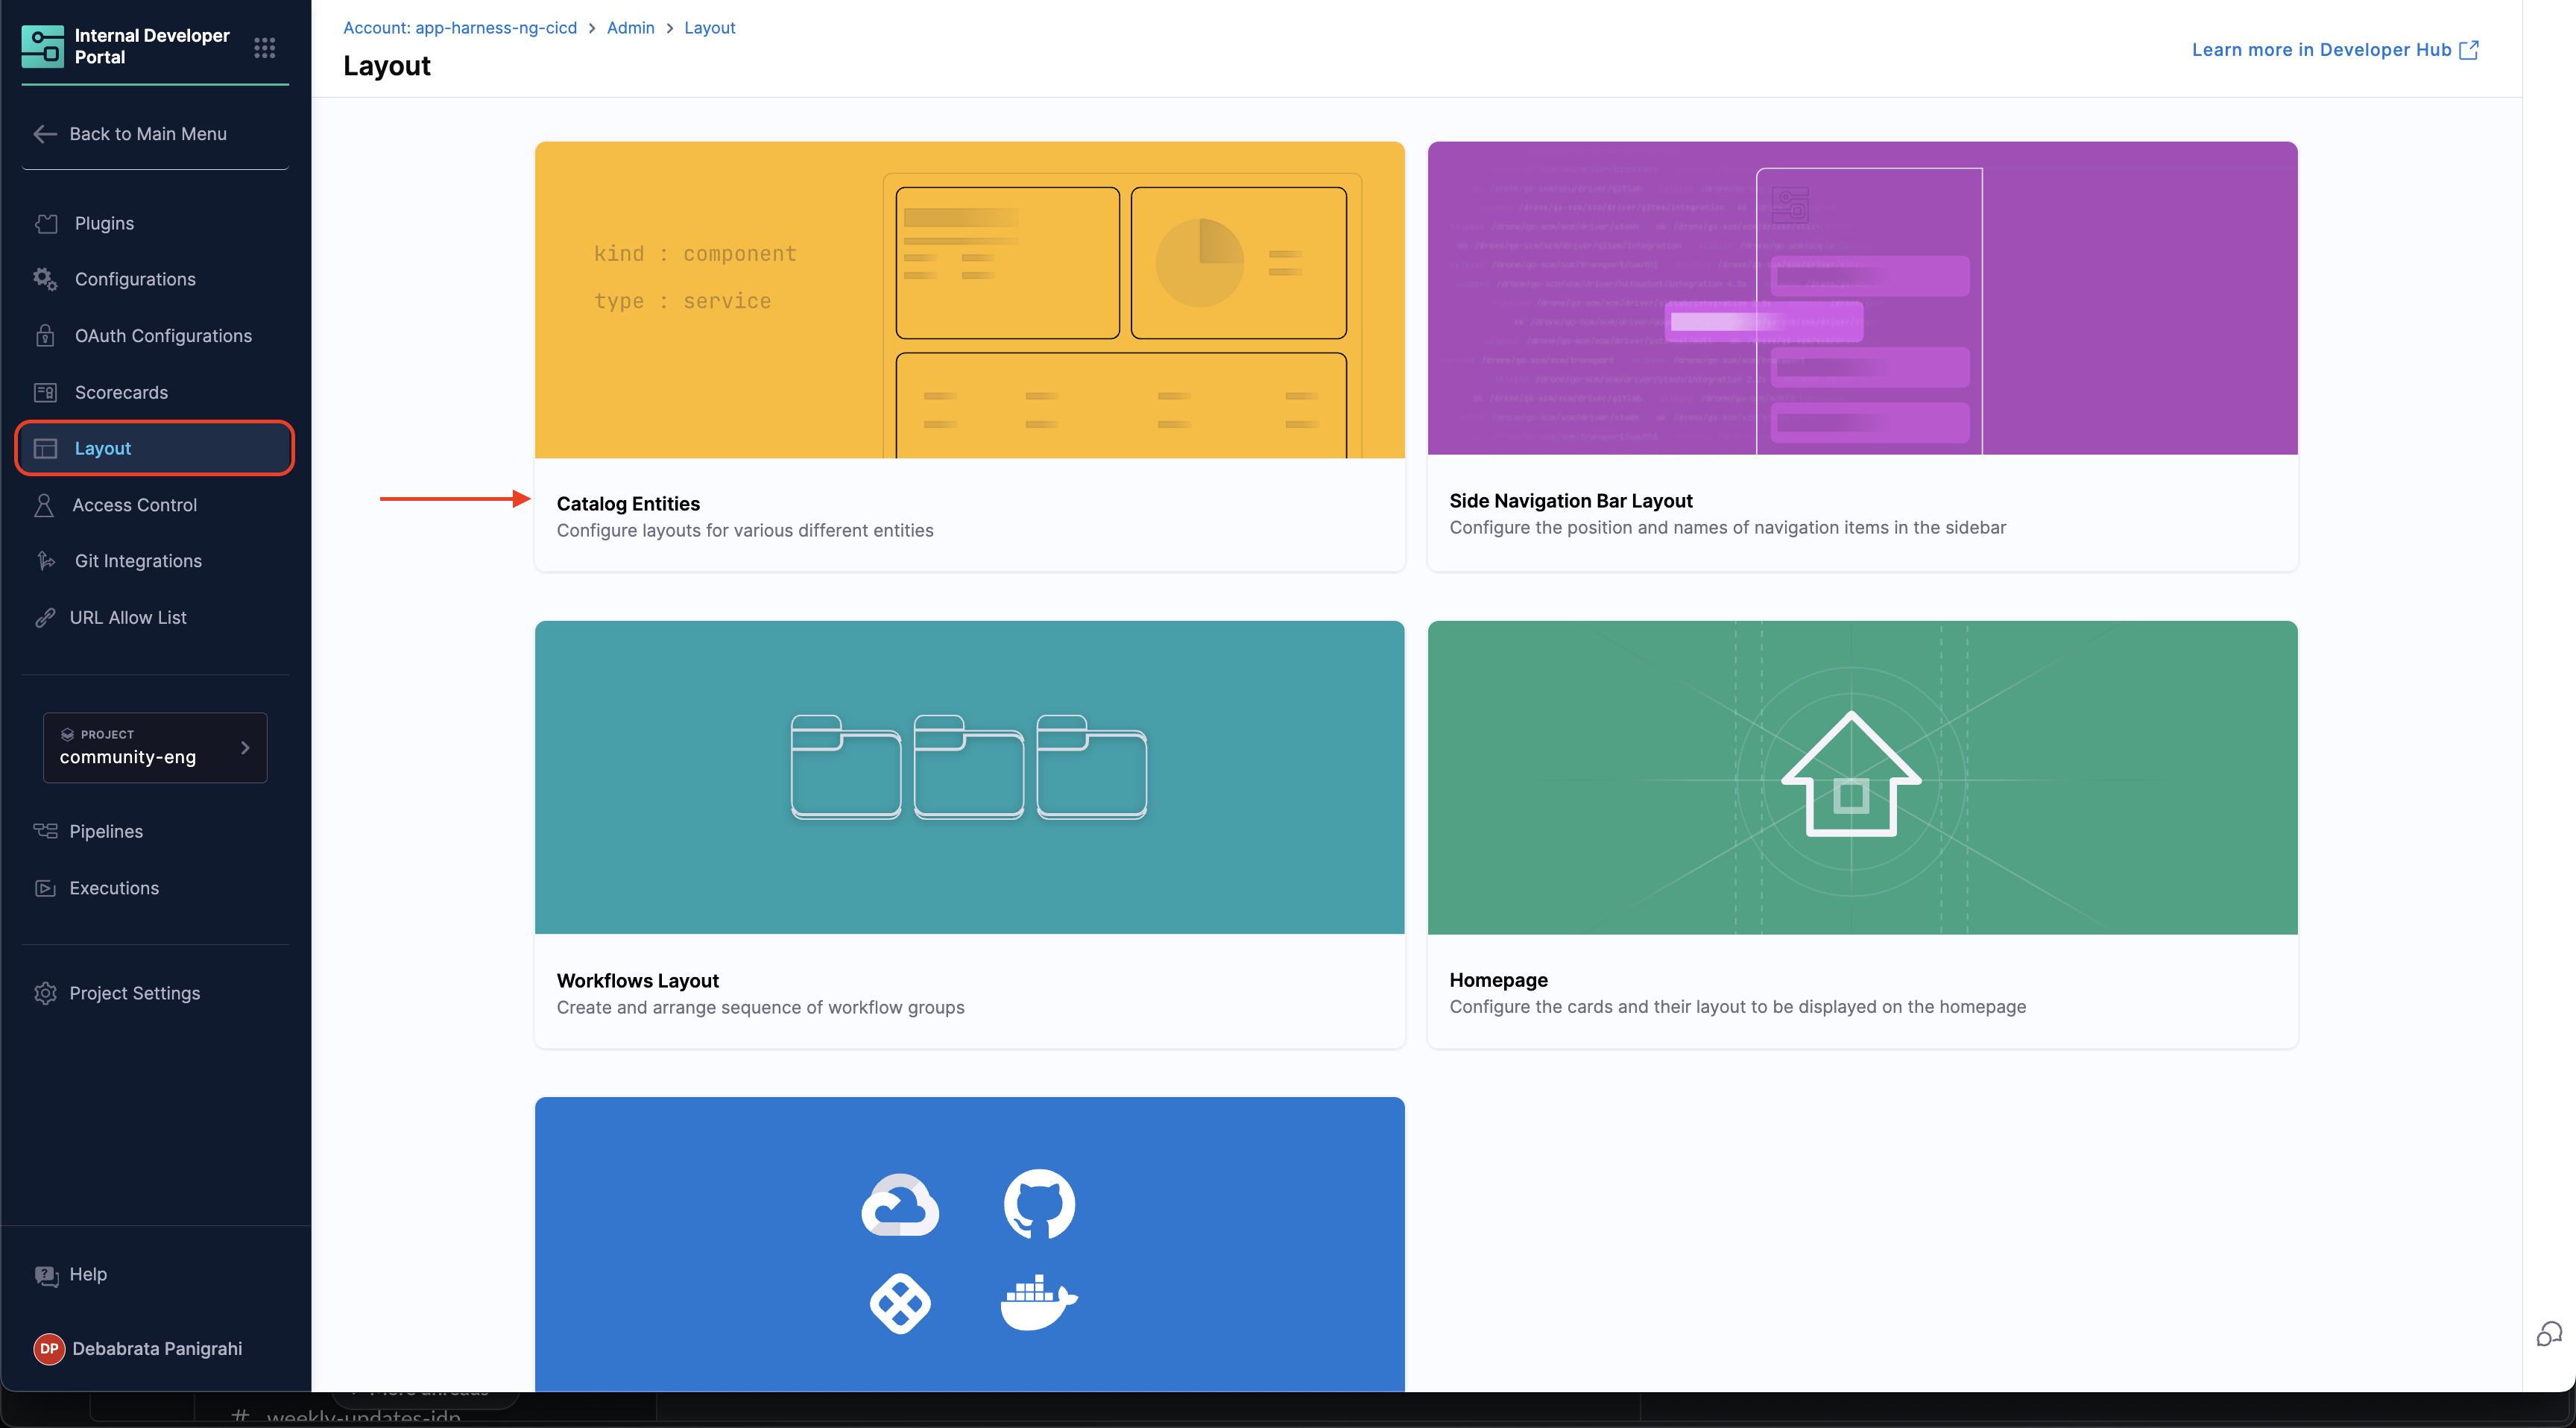 Internal Developer
Portal
Back to Main Menu
Plugins
Configurations
OAuth Configurations
Scorecards
Layout
Access Control
Git Integrations
URL Allow List
PROJECT
community-eng
Pipelines
Executions
Project Settings
Help
DP Debabrata Panigrahi
Account: app-harness-ng-cicd > Admin > Layout
Layout
Learn more in Developer Hub
kind : component
type : service
Catalog Entities
Configure layouts for various different entities
Side Navigation Bar Layout
Configure the position and names of navigation items in the sidebar
Workflows Layout
Create and arrange sequence of workflow groups
Homepage
Configure the cards and their layout to be displayed on the homepage
# weekly-updates-idp